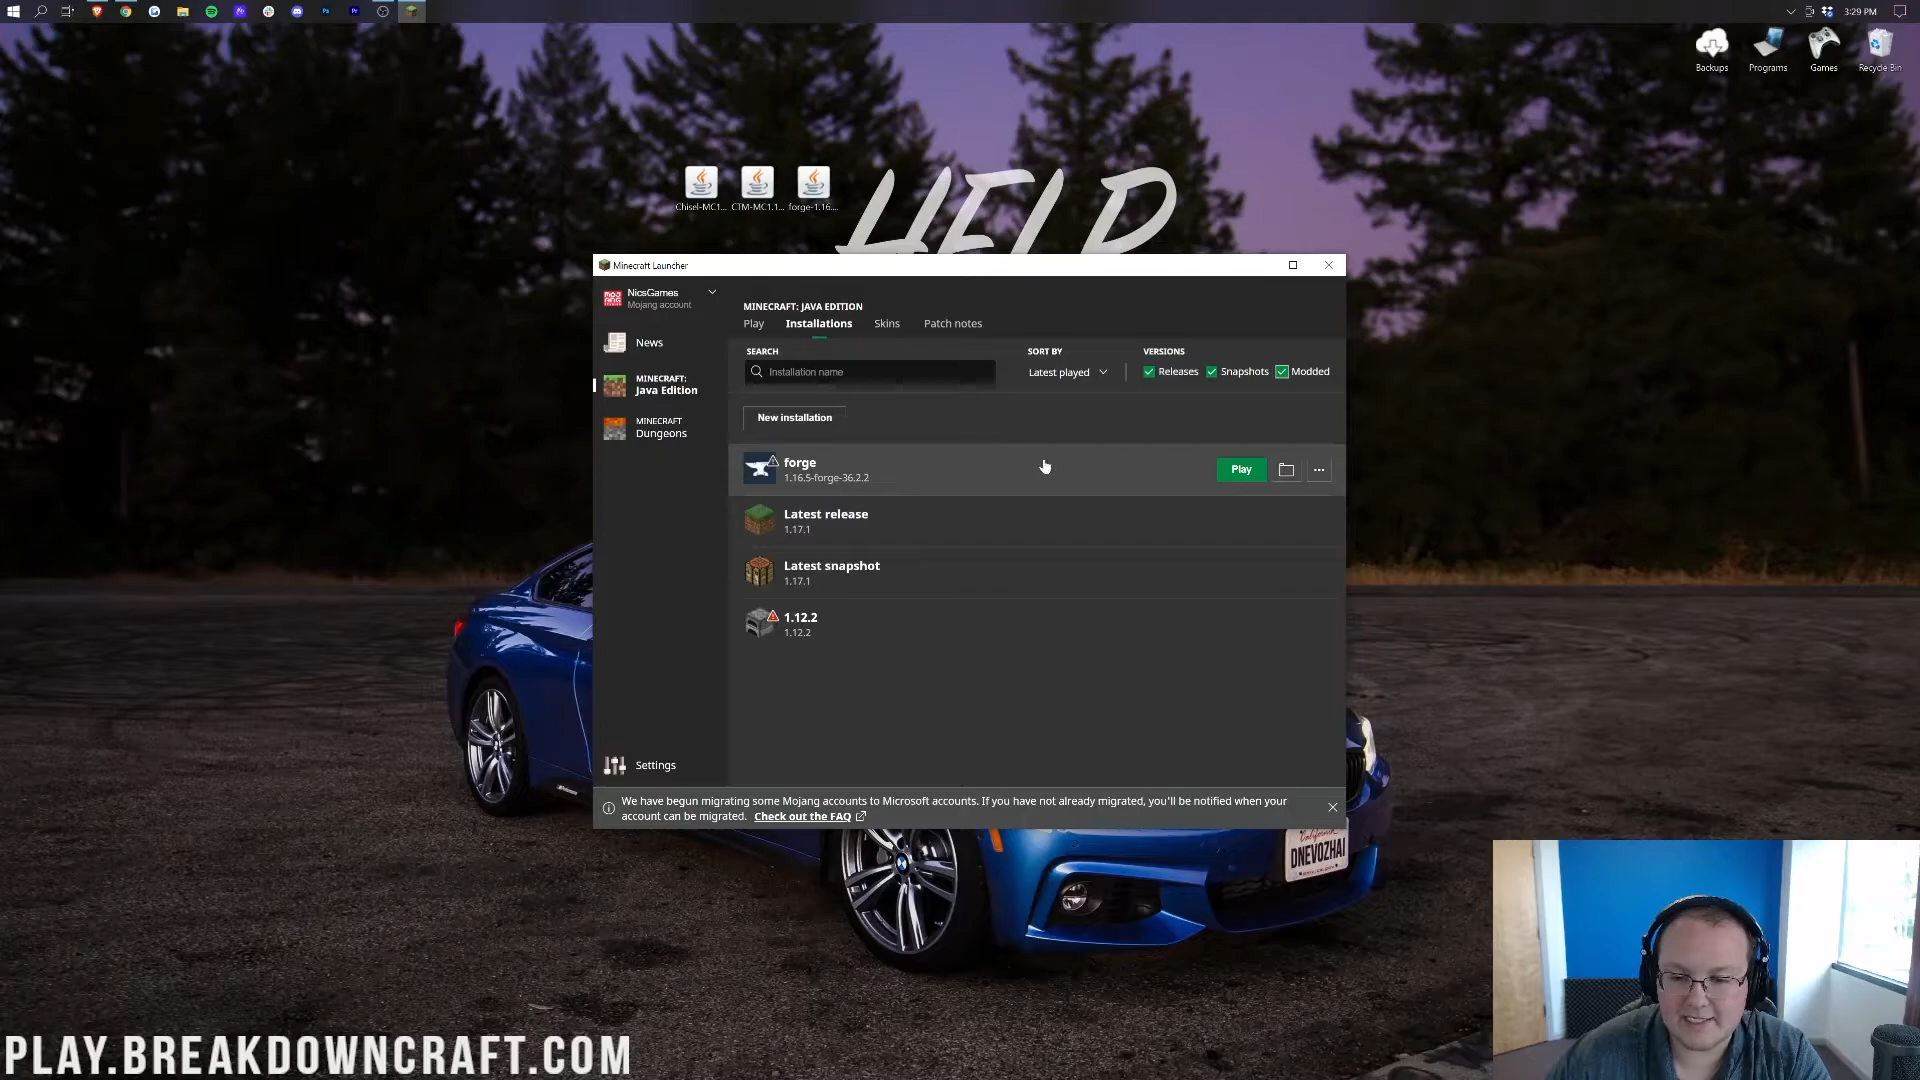 3:29 PM
Backups
Programs
Games
Recycle Bin
Chisel-MC1...
CTM-MC1.1...
forge-1.16....
HELP
Minecraft Launcher
NicsGames
Mojang account
News
MINECRAFT:
Java Edition
MINECRAFT
Dungeons
Settings
MINECRAFT: JAVA EDITION
Play
Installations
Skins
Patch notes
SEARCH
Installation name
SORT BY
Latest played
VERSIONS
Releases
Snapshots
Modded
New installation
forge
1.16.5-forge-36.2.2
Play
Latest release
1.17.1
Latest snapshot
1.17.1
1.12.2
1.12.2
We have begun migrating some Mojang accounts to Microsoft accounts. If you have not already migrated, you'll be notified when your
account can be migrated. Check out the FAQ
California
DNEVOZHAI
PLAY.BREAKDOWNCRAFT.COM